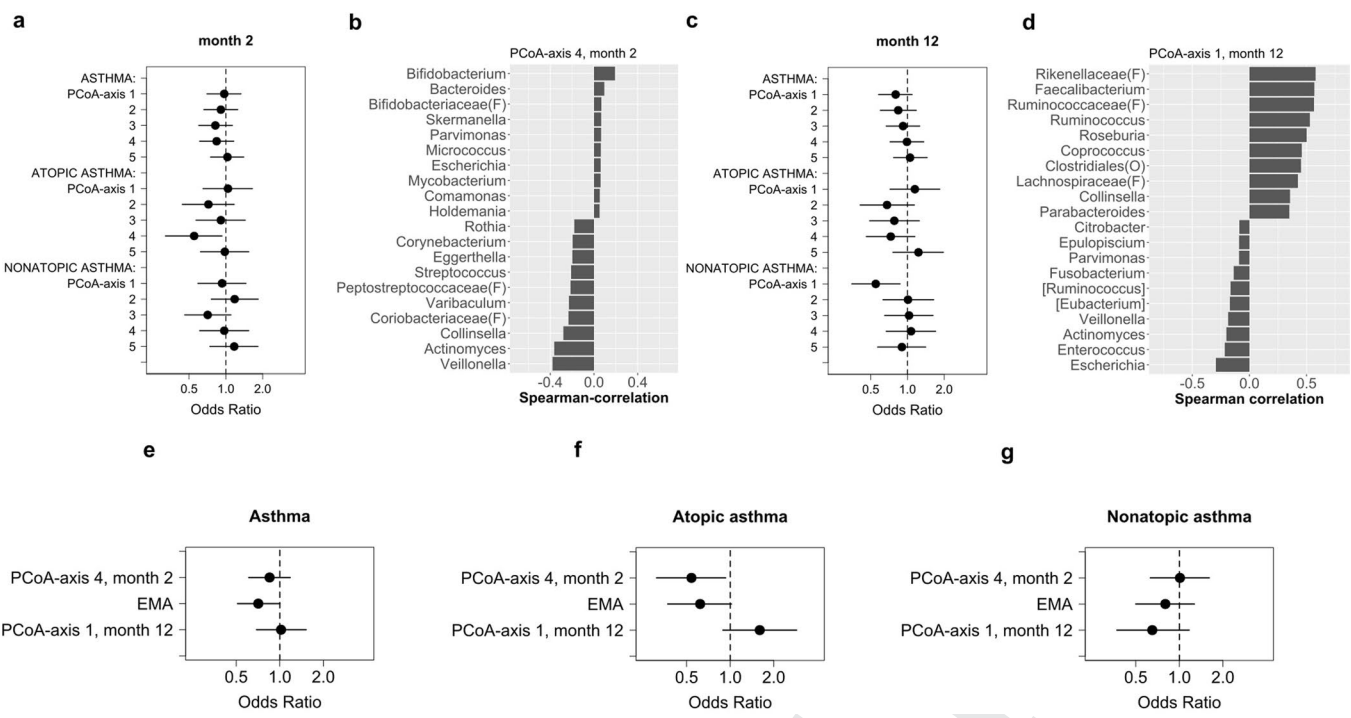 a
month 2
ASTHMA:
PCoA-axis 1
2
3
4
5
ATOPIC ASTHMA:
PCoA-axis 1
2
3
4
5
NONATOPIC ASTHMA:
PCoA-axis 1
2
3
4
5
0.5 1.0 2.0
Odds Ratio
b
PCoA-axis 4, month 2
Bifidobacterium
Bacteroides
Bifidobacteriaceae(F)
Skermanella
Parvimonas
Micrococcus
Escherichia
Mycobacterium
Comamonas
Holdemania
Rothia
Corynebacterium
Eggerthella
Streptococcus
Peptostreptococcaceae(F)
Varibaculum
Coriobacteriaceae(F)
Collinsella
Actinomyces
Veillonella
-0.4 0.0 0.4
Spearman-correlation
c
month 12
ASTHMA:
PCoA-axis 1
2
3
4
5
ATOPIC ASTHMA:
PCoA-axis 1
2
3
4
5
NONATOPIC ASTHMA:
PCoA-axis 1
2
3
4
5
0.5 1.0 2.0
Odds Ratio
d
PCoA-axis 1, month 12
Rikenellaceae(F)
Faecalibacterium
Ruminococcaceae(F)
Ruminococcus
Roseburia
Coprococcus
Clostridiales(O)
Lachnospiraceae(F)
Collinsella
Parabacteroides
Citrobacter
Epulopiscium
Parvimonas
Fusobacterium
[Ruminococcus]
[Eubacterium]
Veillonella
Actinomyces
Enterococcus
Escherichia
-0.5 0.0 0.5
Spearman correlation
e
Asthma
PCoA-axis 4, month 2
EMA
PCoA-axis 1, month 12
0.5 1.0 2.0
Odds Ratio
f
Atopic asthma
PCoA-axis 4, month 2
EMA
PCoA-axis 1, month 12
0.5 1.0 2.0
Odds Ratio
g
Nonatopic asthma
PCoA-axis 4, month 2
EMA
PCoA-axis 1, month 12
0.5 1.0 2.0
Odds Ratio